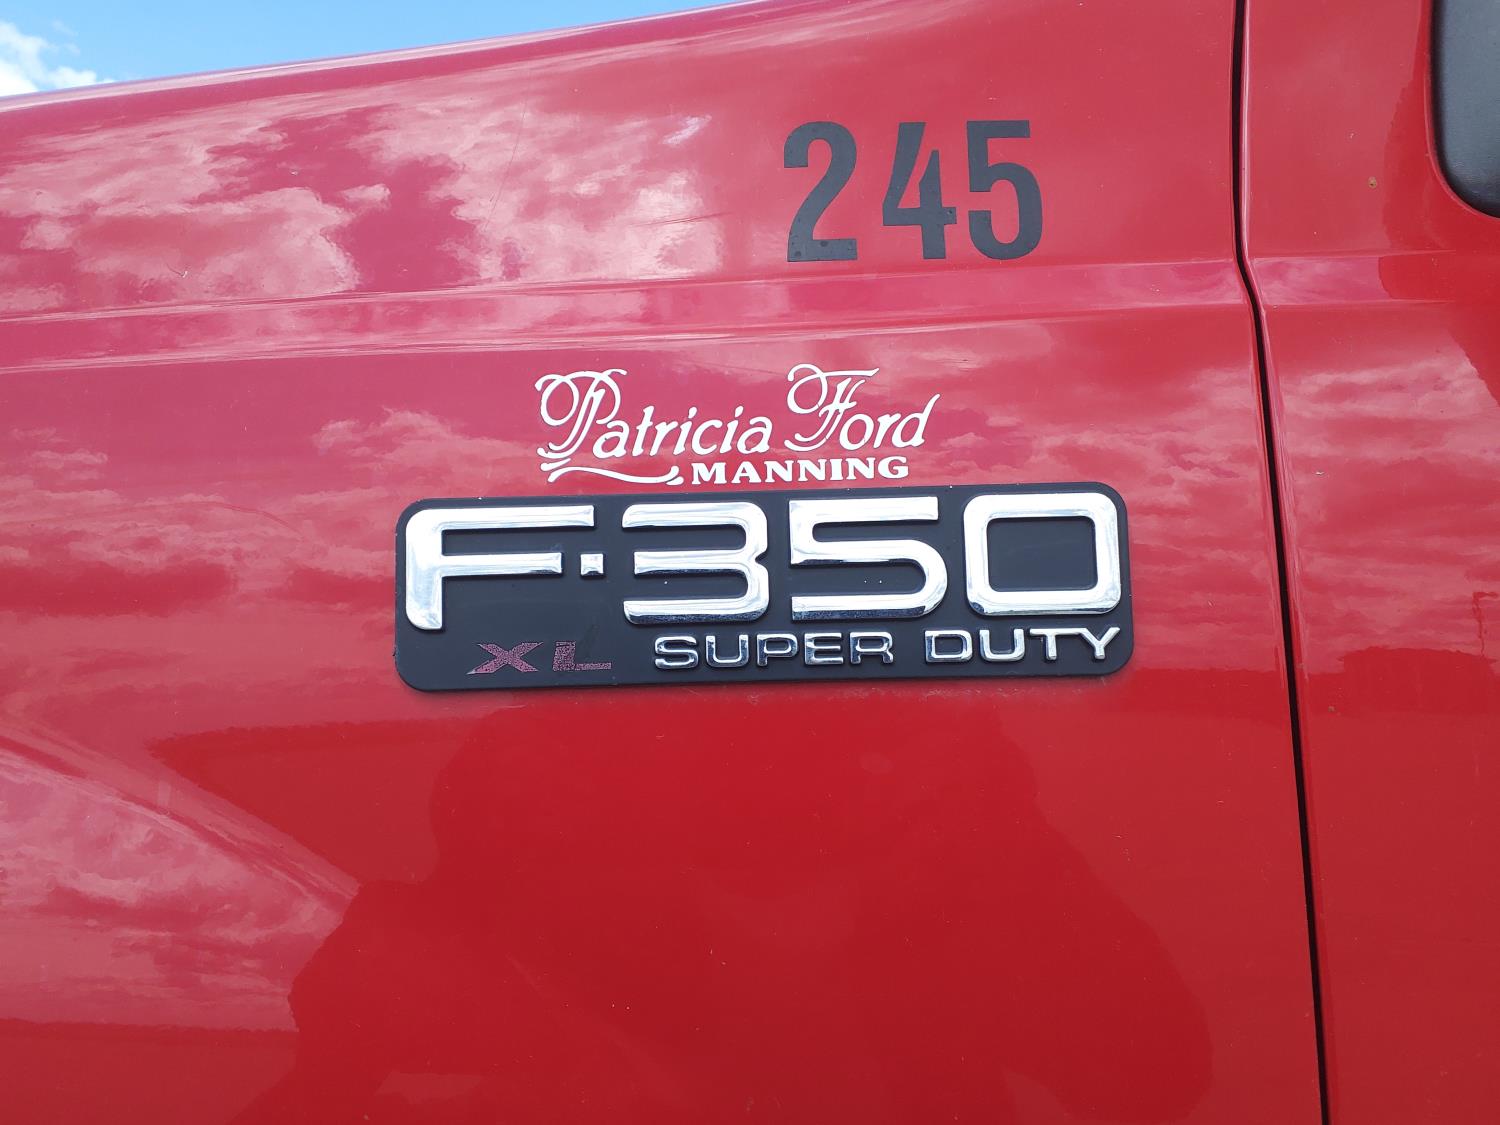 245
Patricia Ford
MANNING
F-350
XL SUPER DUTY